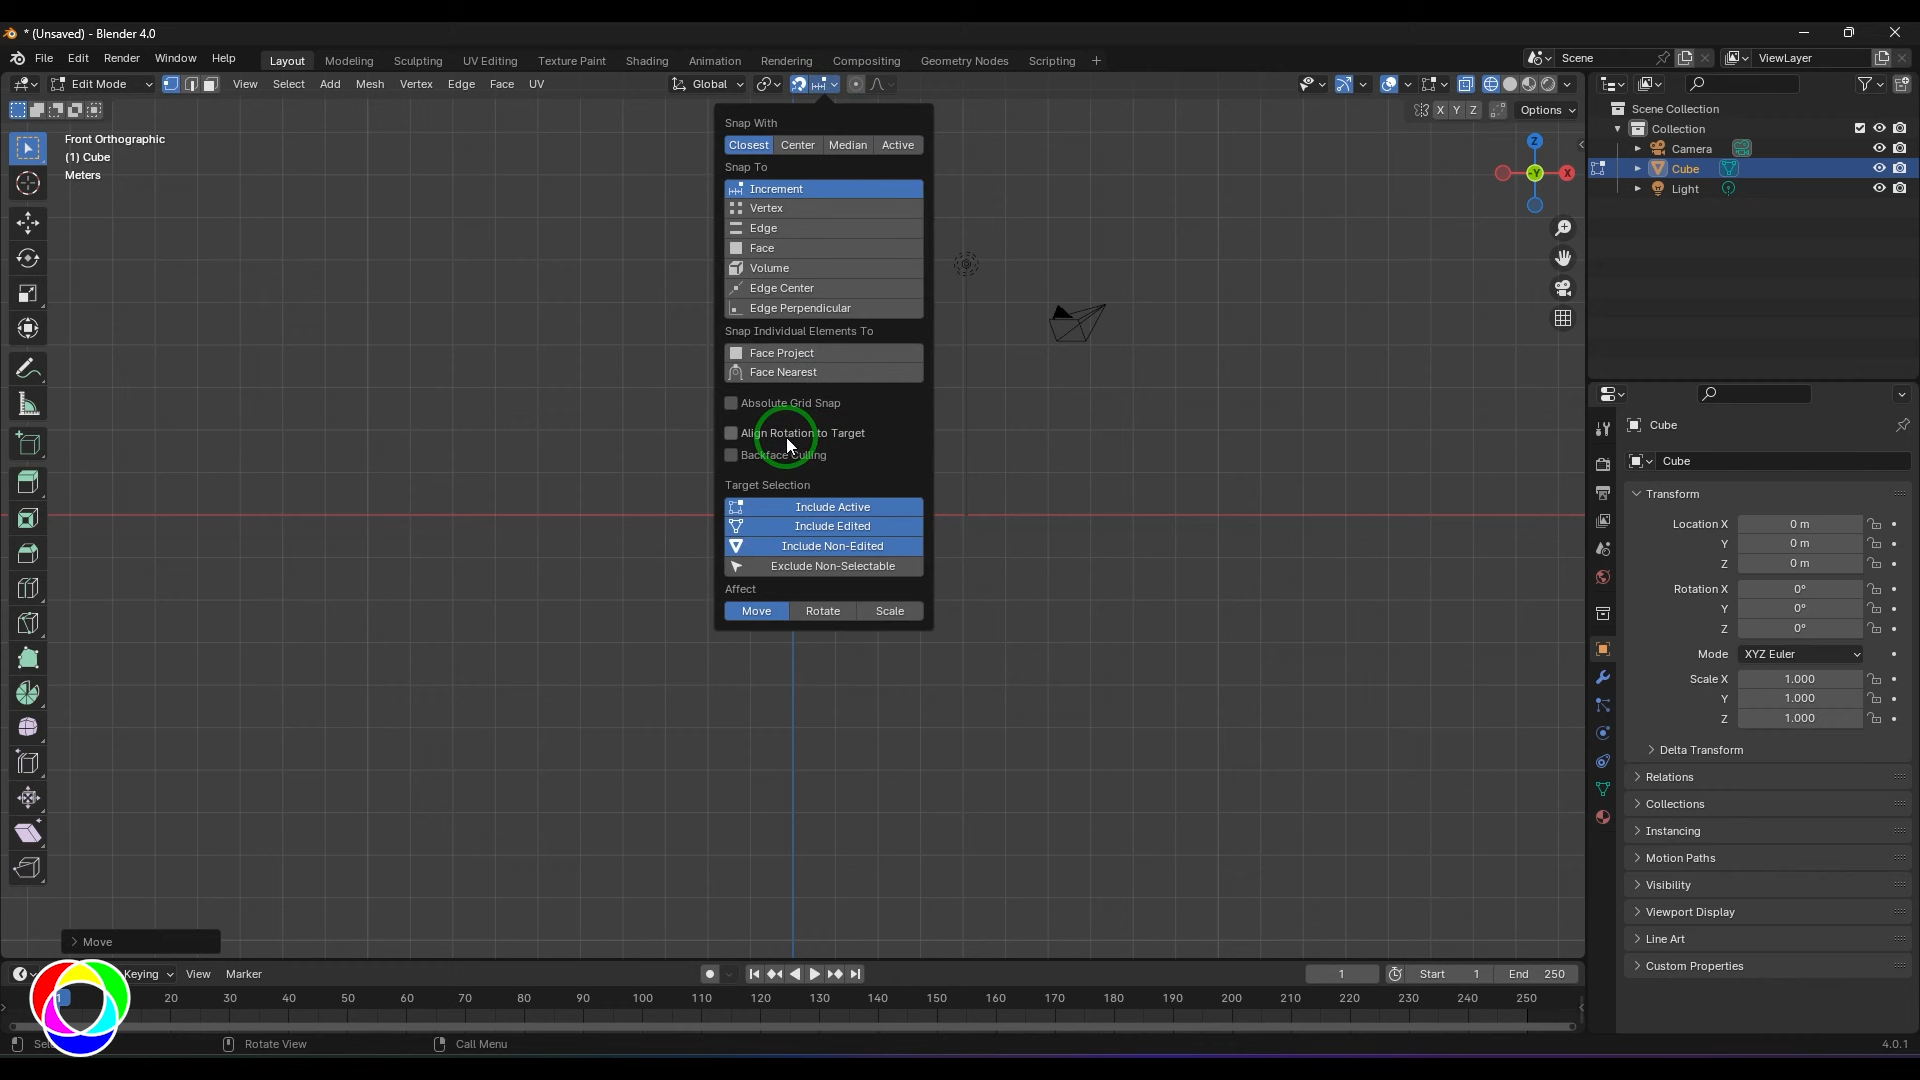 * (Unsaved) - Blender 4.0
File Edit Render Window Help Layout Modeling Sculpting UV Editing Texture Paint Shading Animation Rendering Compositing Geometry Nodes Scripting + Scene ViewLayer
Edit Mode View Select Add Mesh Vertex Edge Face UV Global
X Y Z Options
Front Orthographic
(1) Cube
Meters
Snap With
Closest Center Median Active
Snap To
Increment
Vertex
Edge
Face
Volume
Edge Center
Edge Perpendicular
Snap Individual Elements To
Face Project
Face Nearest
Absolute Grid Snap
Align Rotation to Target
Backface Culling
Target Selection
Include Active
Include Edited
Include Non-Edited
Exclude Non-Selectable
Affect
Move Rotate Scale
Z
-Y X
Scene Collection
Collection
Camera
Cube
Light
Cube
Cube
Transform
Location X 0 m
Y 0 m
Z 0 m
Rotation X 0°
Y 0°
Z 0°
Mode XYZ Euler
Scale X 1.000
Y 1.000
Z 1.000
Delta Transform
Relations
Collections
Instancing
Motion Paths
Visibility
Viewport Display
Line Art
Custom Properties
Move
Keying View Marker 1 Start 1 End 250
1 20 30 40 50 60 70 80 90 100 110 120 130 140 150 160 170 180 190 200 210 220 230 240 250
Rotate View Call Menu 4.0.1